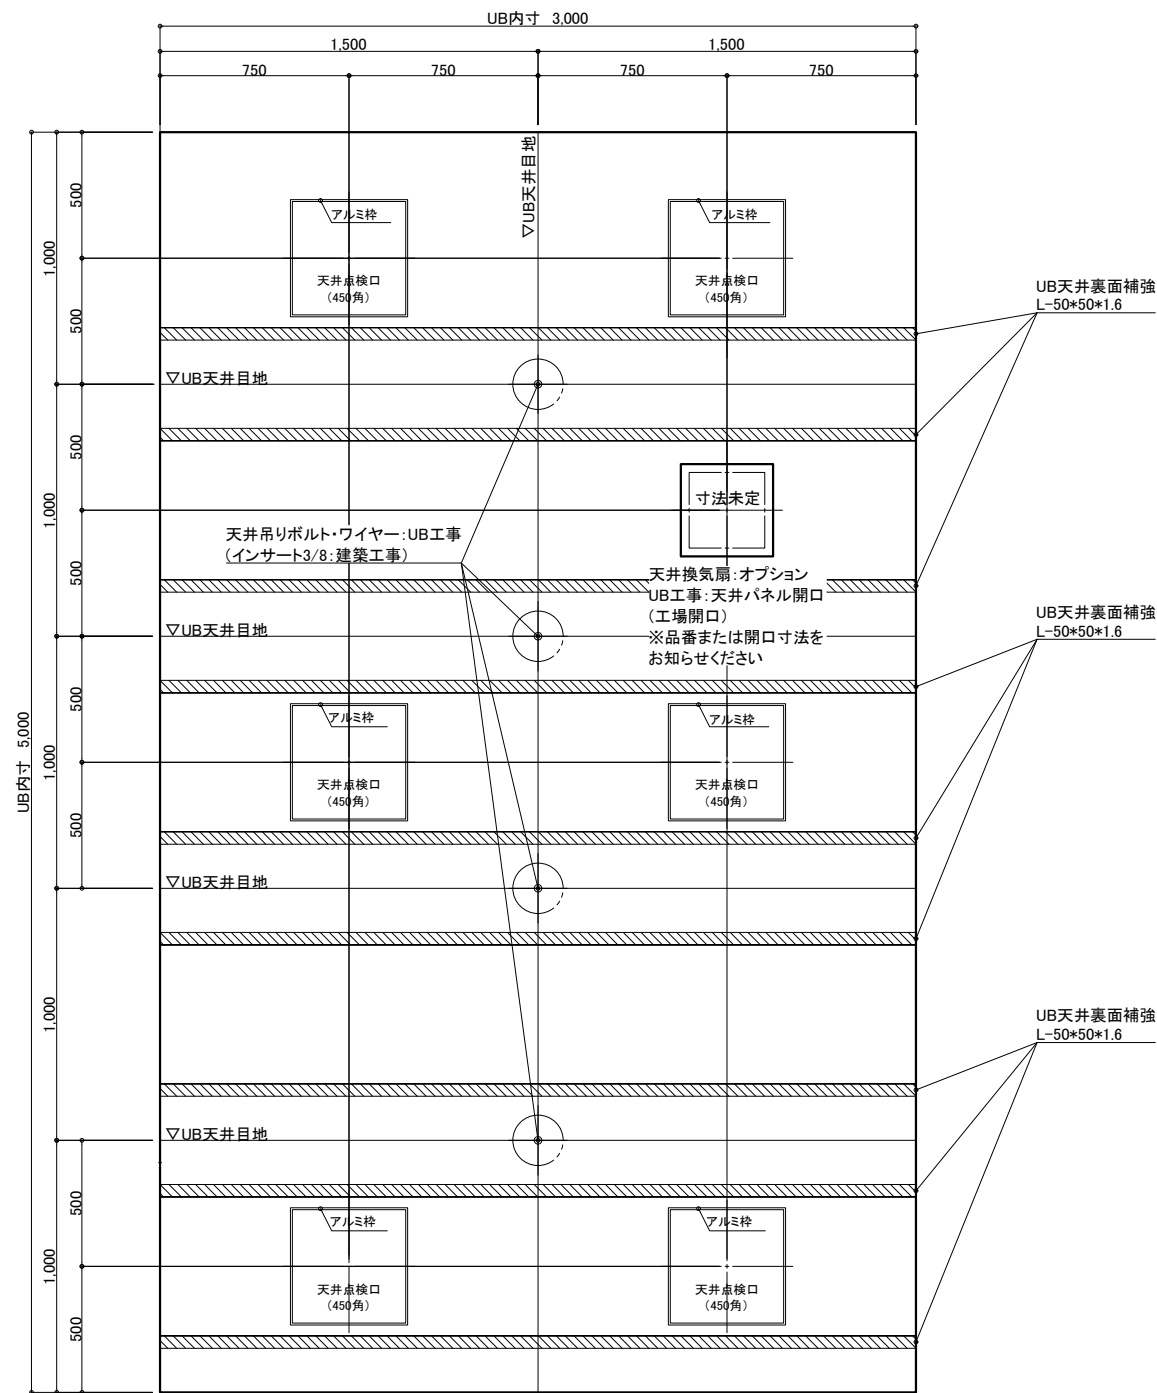 UB内寸 3,000
1,500
1,500
750
750
750
750
UB内寸 5,000
1,000
1,000
1,000
1,000
1,000
500
500
500
500
500
500
500
500
▽UB天井目地
アルミ枠
天井点検口
(450角)
アルミ枠
天井点検口
(450角)
UB天井裏面補強
L-50*50*1.6
▽UB天井目地
寸法未定
天井吊りボルト・ワイヤー:UB工事
(インサート3/8:建築工事)
天井換気扇:オプション
UB工事:天井パネル開口
(工場開口)
※品番または開口寸法を
お知らせください
▽UB天井目地
UB天井裏面補強
L-50*50*1.6
アルミ枠
天井点検口
(450角)
アルミ枠
天井点検口
(450角)
▽UB天井目地
UB天井裏面補強
L-50*50*1.6
▽UB天井目地
アルミ枠
天井点検口
(450角)
アルミ枠
天井点検口
(450角)